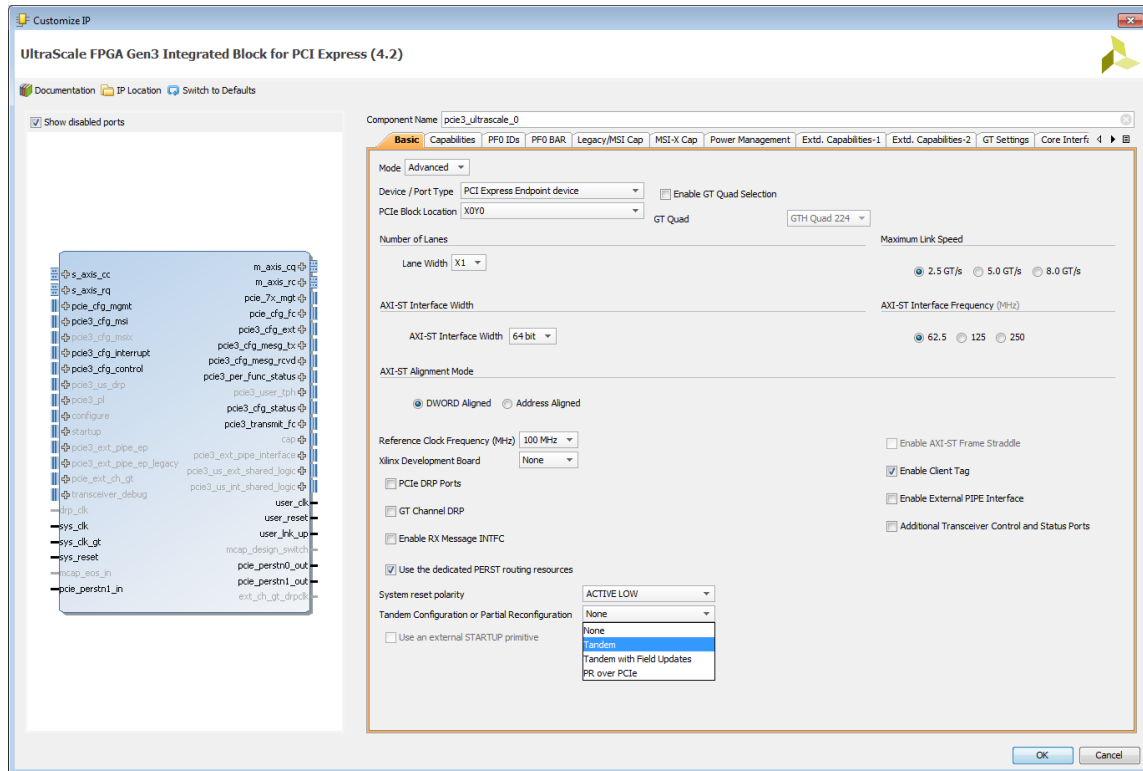 Customize IP
UltraScale FPGA Gen3 Integrated Block for PCI Express (4.2)
Documentation IP Location Switch to Defaults
Show disabled ports
s_axis_cc
s_axis_rq
pcie_cfg_mgmt
pcie3_cfg_msi
pcie3_cfg_msix
pcie3_cfg_interrupt
pcie3_cfg_control
pcie3_us_drp
pcie3_pl
configure
startup
pcie3_ext_pipe_ep
pcie3_ext_pipe_ep_legacy
pcie_ext_ch_gt
transceiver_debug
drp_clk
sys_clk
sys_clk_gt
sys_reset
mcap_eos_in
pcie_perstn1_in
m_axis_cq
m_axis_rc
pcie_7x_mgt
pcie_cfg_fc
pcie3_cfg_ext
pcie3_cfg_mesg_tx
pcie3_cfg_mesg_rcvd
pcie3_per_func_status
pcie3_user_tph
pcie3_cfg_status
pcie3_transmit_fc
cap
pcie3_ext_pipe_interface
pcie3_us_ext_shared_logic
pcie3_us_int_shared_logic
user_clk
user_reset
user_lnk_up
mcap_design_switch
pcie_perstn0_out
pcie_perstn1_out
ext_ch_gt_drpclk
Component Name pcie3_ultrascale_0
Basic Capabilities PF0 IDs PF0 BAR Legacy/MSI Cap MSI-X Cap Power Management Extd. Capabilities-1 Extd. Capabilities-2 GT Settings Core Interfa
Mode Advanced
Device / Port Type PCI Express Endpoint device Enable GT Quad Selection
PCIe Block Location X0Y0 GT Quad GTH Quad 224
Number of Lanes Maximum Link Speed
Lane Width X1 2.5 GT/s 5.0 GT/s 8.0 GT/s
AXI-ST Interface Width AXI-ST Interface Frequency (MHz)
AXI-ST Interface Width 64 bit 62.5 125 250
AXI-ST Alignment Mode
DWORD Aligned Address Aligned
Reference Clock Frequency (MHz) 100 MHz Enable AXI-ST Frame Straddle
Xilinx Development Board None
PCIe DRP Ports Enable Client Tag
GT Channel DRP Enable External PIPE Interface
Enable RX Message INTFC Additional Transceiver Control and Status Ports
Use the dedicated PERST routing resources
System reset polarity ACTIVE LOW
Tandem Configuration or Partial Reconfiguration None
Use an external STARTUP primitive
None
Tandem
Tandem with Field Updates
PR over PCIe
OK Cancel